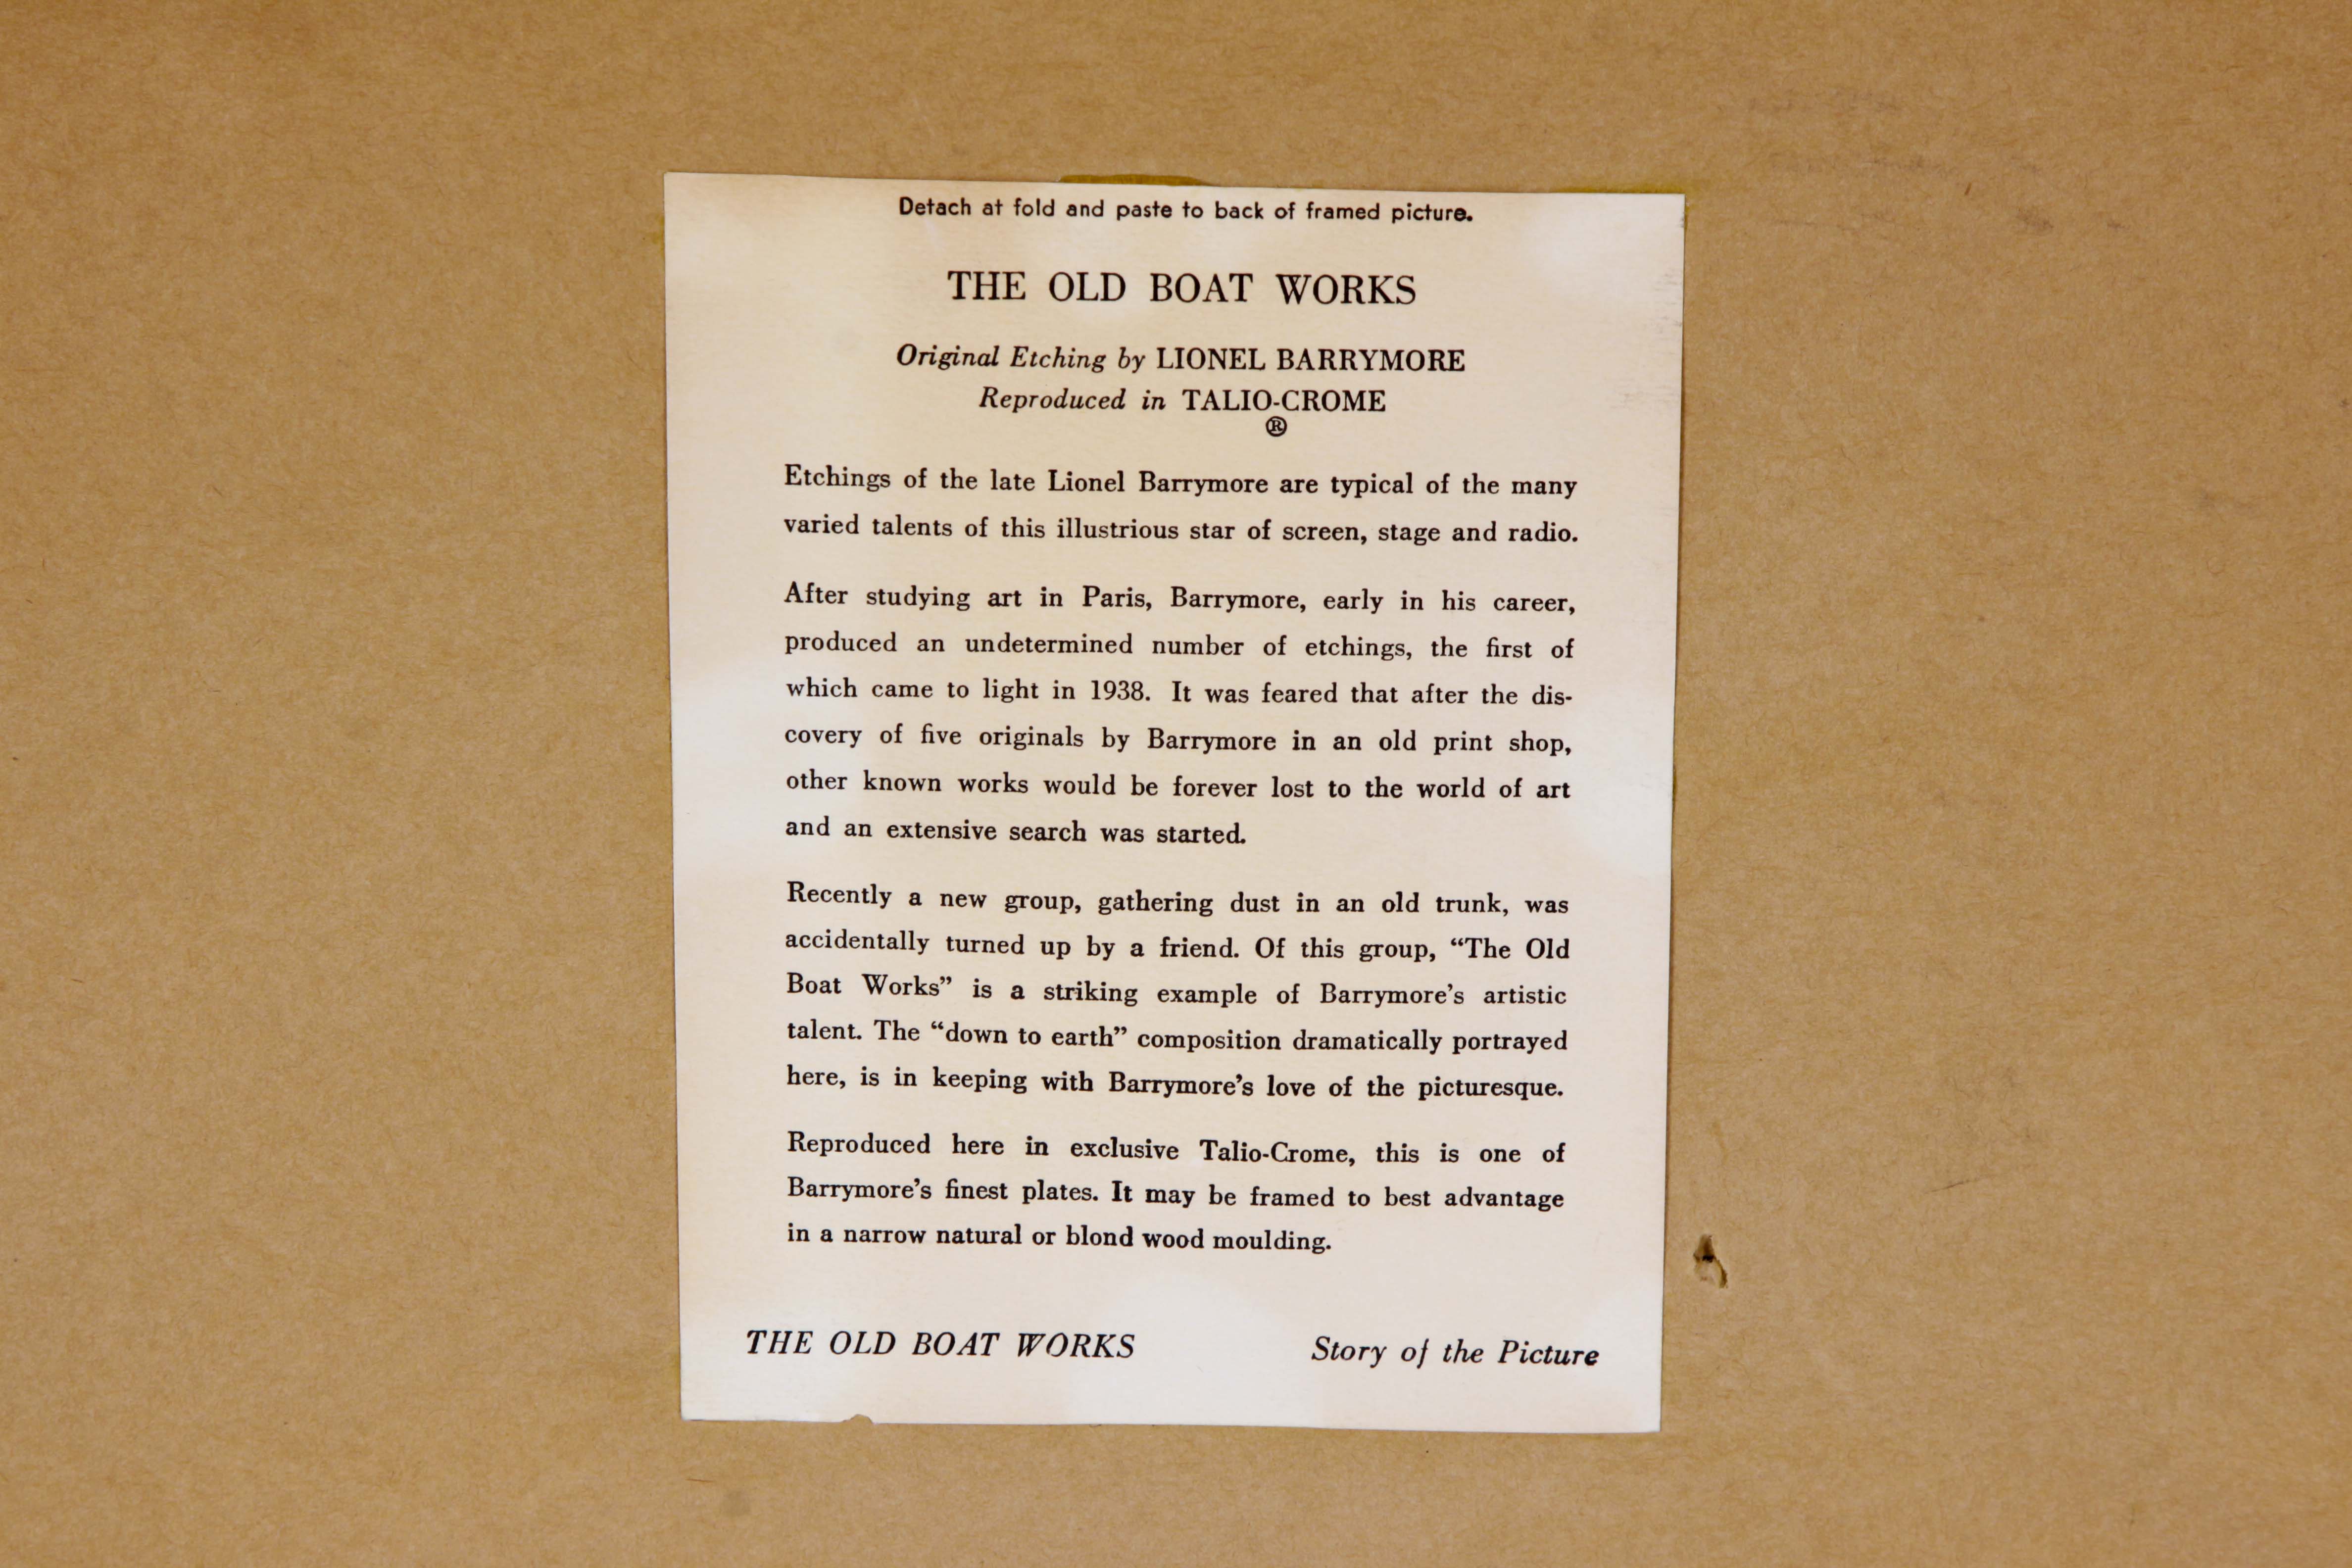 Detach at fold and paste to back of framed picture.
THE OLD BOAT WORKS
Original Etching by LIONEL BARRYMORE
Reproduced in TALIO-CROME
®
Etchings of the late Lionel Barrymore are typical of the many
varied talents of this illustrious star of screen, stage and radio.
After studying art in Paris, Barrymore, early in his career,
produced an undetermined number of etchings, the first of
which came to light in 1938. It was feared that after the dis-
covery of five originals by Barrymore in an old print shop,
other known works would be forever lost to the world of art
and an extensive search was started.
Recently a new group, gathering dust in an old trunk, was
accidentally turned up by a friend. Of this group, “The Old
Boat Works” is a striking example of Barrymore’s artistic
talent. The “down to earth” composition dramatically portrayed
here, is in keeping with Barrymore’s love of the picturesque.
Reproduced here in exclusive Talio-Crome, this is one of
Barrymore’s finest plates. It may be framed to best advantage
in a narrow natural or blond wood moulding.
THE OLD BOAT WORKS Story of the Picture